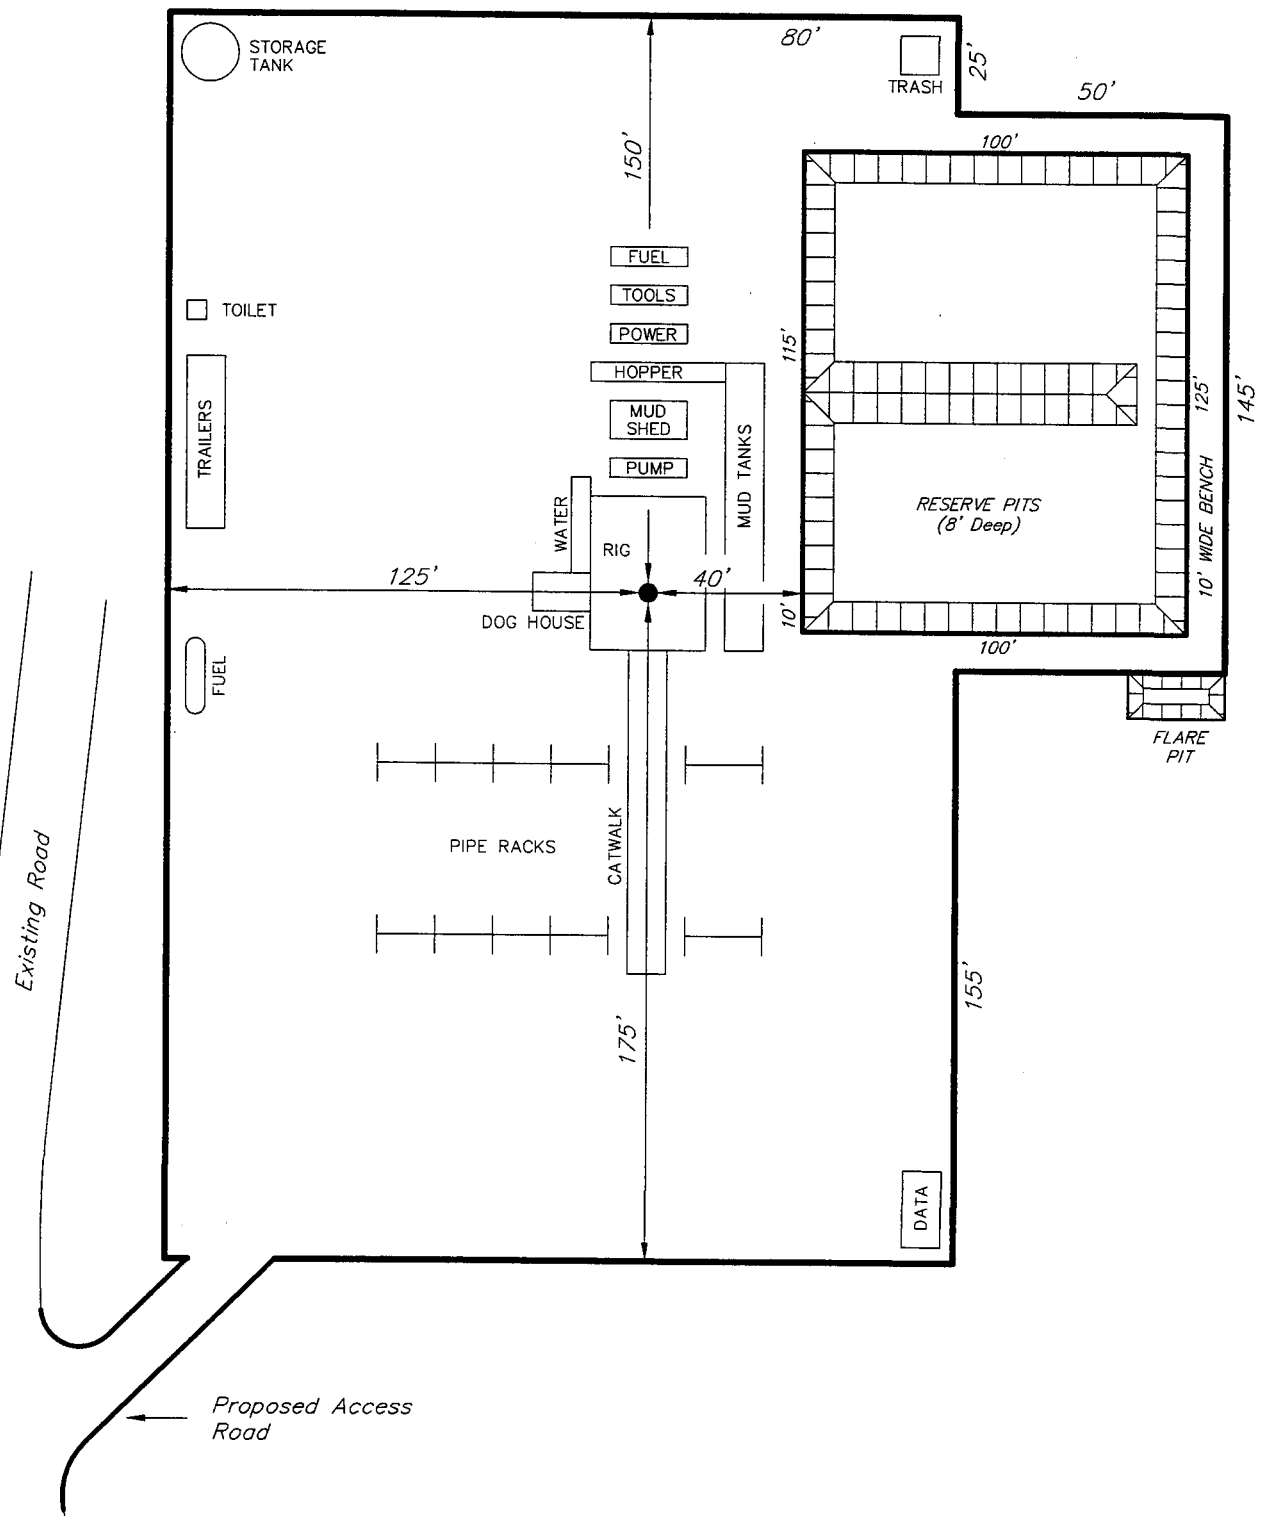 STORAGE
TANK
80'
25'
TRASH
50'
150'
100'
FUEL
TOOLS
POWER
HOPPER
MUD
SHED
PUMP
TOILET
TRAILERS
WATER
RIG
MUD TANKS
115'
125'
145'
10' WIDE BENCH
RESERVE PITS
(8' Deep)
125'
40'
10'
DOG HOUSE
100'
FUEL
FLARE
PIT
PIPE RACKS
CATWALK
Existing Road
155'
175'
DATA
Proposed Access
Road